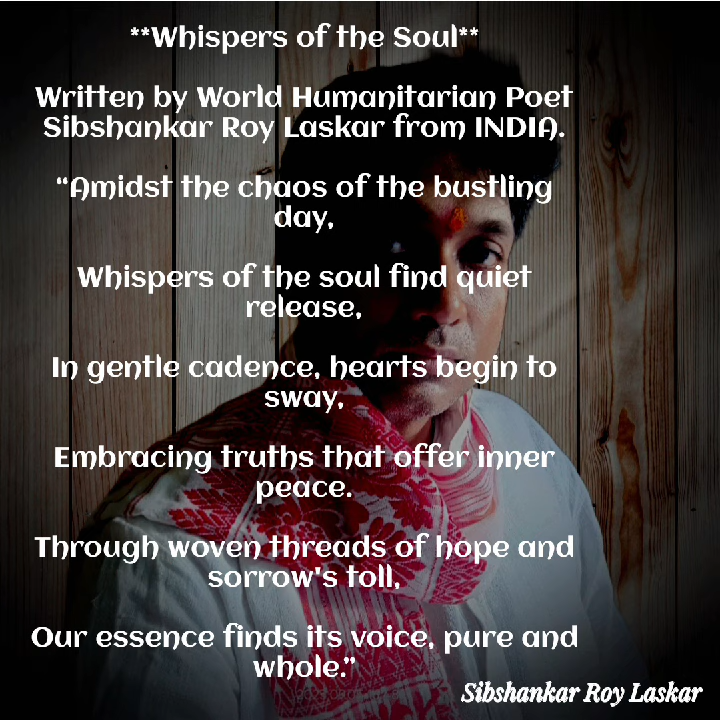 **Whispers of the Soul**
Written by World Humanitarian Poet
Sibshankar Roy Laskar from INDIA.
“Amidst the chaos of the bustling
day,
Whispers of the soul find quiet
release,
In gentle cadence, hearts begin to
sway,
Embracing truths that offer inner
peace.
Through woven threads of hope and
sorrow's toll,
Our essence finds its voice, pure and
whole.”
Sibshankar Roy Laskar